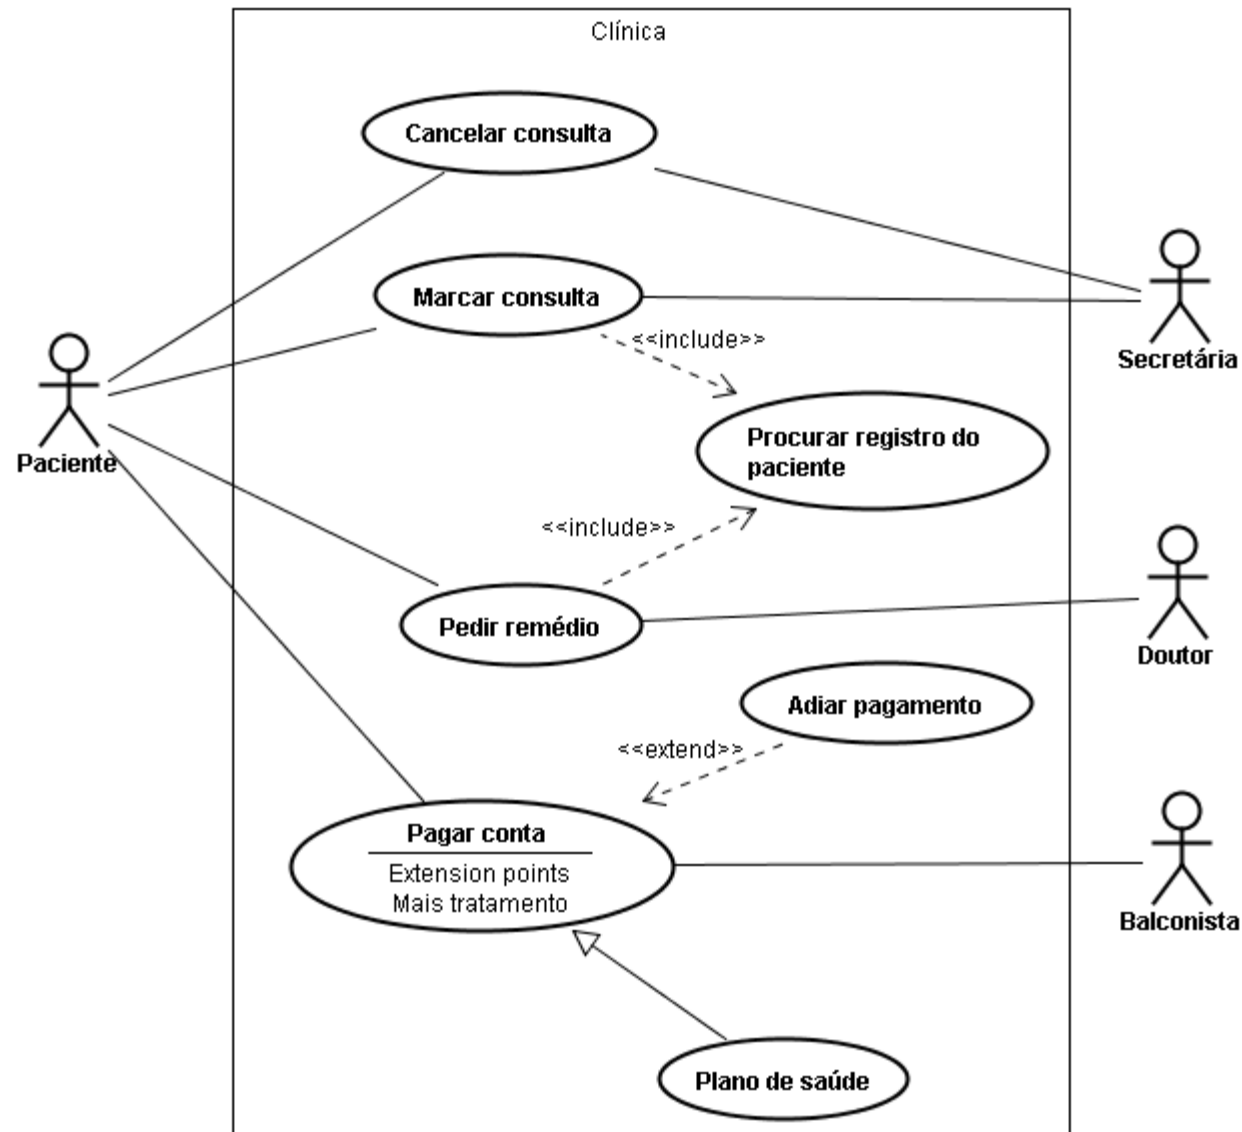 Clínica
Cancelar consulta
Marcar consulta
<<include>>
Secretária
Paciente
Procurar registro do
paciente
<<include>>
Pedir remédio
Doutor
Adiar pagamento
<<extend>>
Pagar conta
Extension points
Mais tratamento
Balconista
Plano de saúde